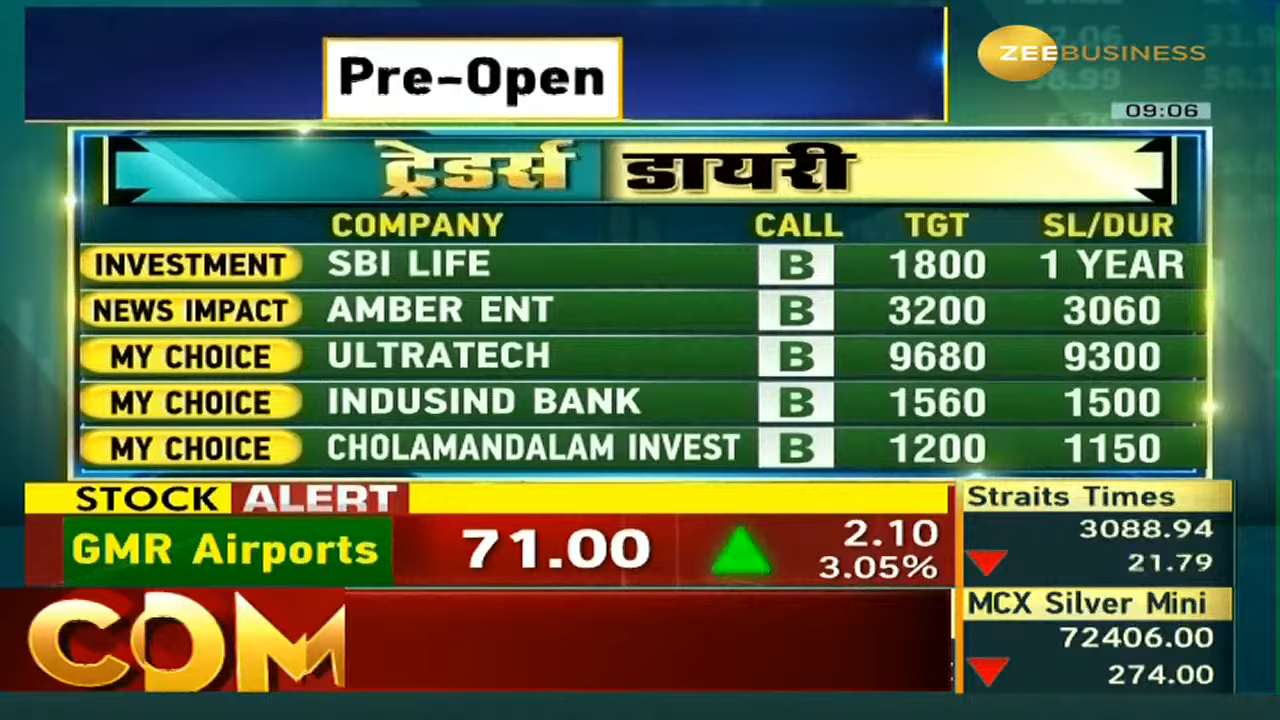 Pre-Open
ZEEBUSINESS
09:06
ट्रेडर्स डायरी
COMPANY CALL TGT SL/DUR
INVESTMENT SBI LIFE B 1800 1 YEAR
NEWS IMPACT AMBER ENT B 3200 3060
MY CHOICE ULTRATECH B 9680 9300
MY CHOICE INDUSIND BANK B 1560 1500
MY CHOICE CHOLAMANDALAM INVEST B 1200 1150
STOCK ALERT
GMR Airports 71.00 2.10
3.05%
Straits Times
3088.94
21.79
MCX Silver Mini
72406.00
274.00
COM